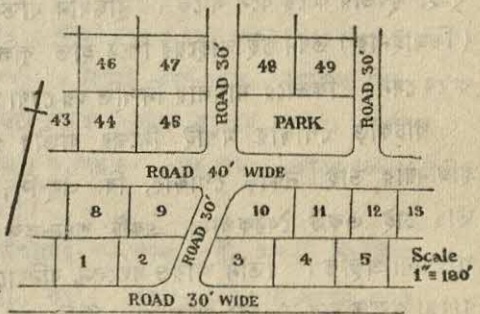 46 47 ROAD 30' 48 49 ROAD 30'
43 44 45 PARK
ROAD 40' WIDE
8 9 ROAD 30' 10 11 12 13
1 2 3 4 5 Scale
1"= 180'
ROAD 30' WIDE